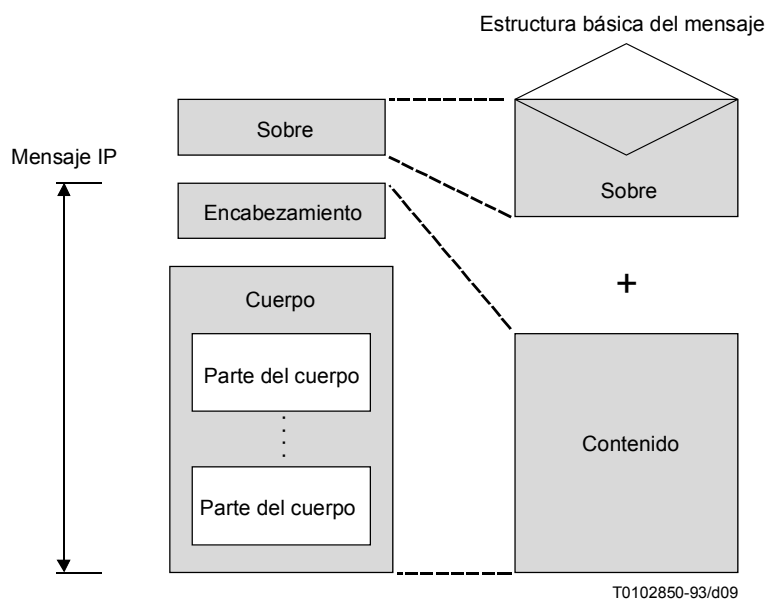 Estructura básica del mensaje
Sobre
Mensaje IP
Sobre
Encabezamiento
+
Cuerpo
Parte del cuerpo
Contenido
Parte del cuerpo
T0102850-93/d09